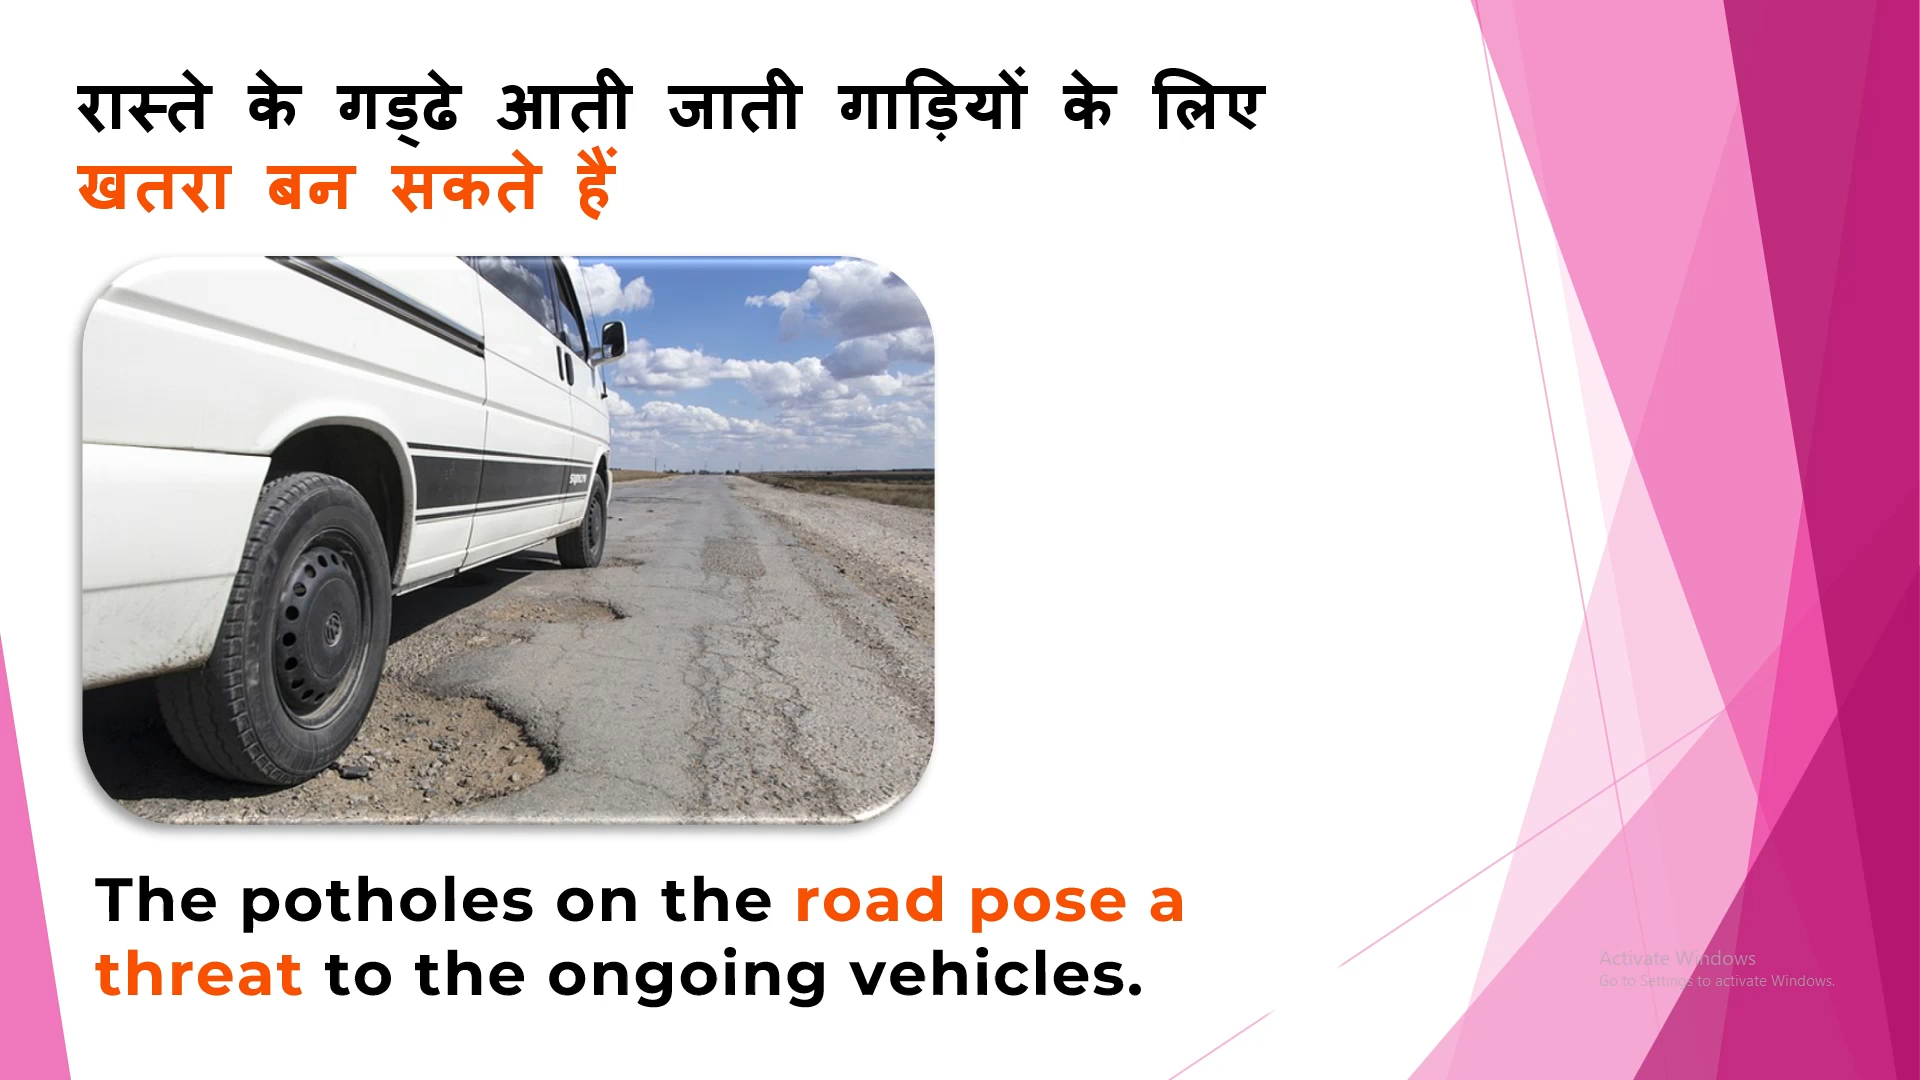 रास्ते के गड्ढे आती जाती गाड़ियों के लिए
खतरा बन सकते हैं
syncro
The potholes on the road pose a
threat to the ongoing vehicles.
Activate Windows
Go to Settings to activate Windows.